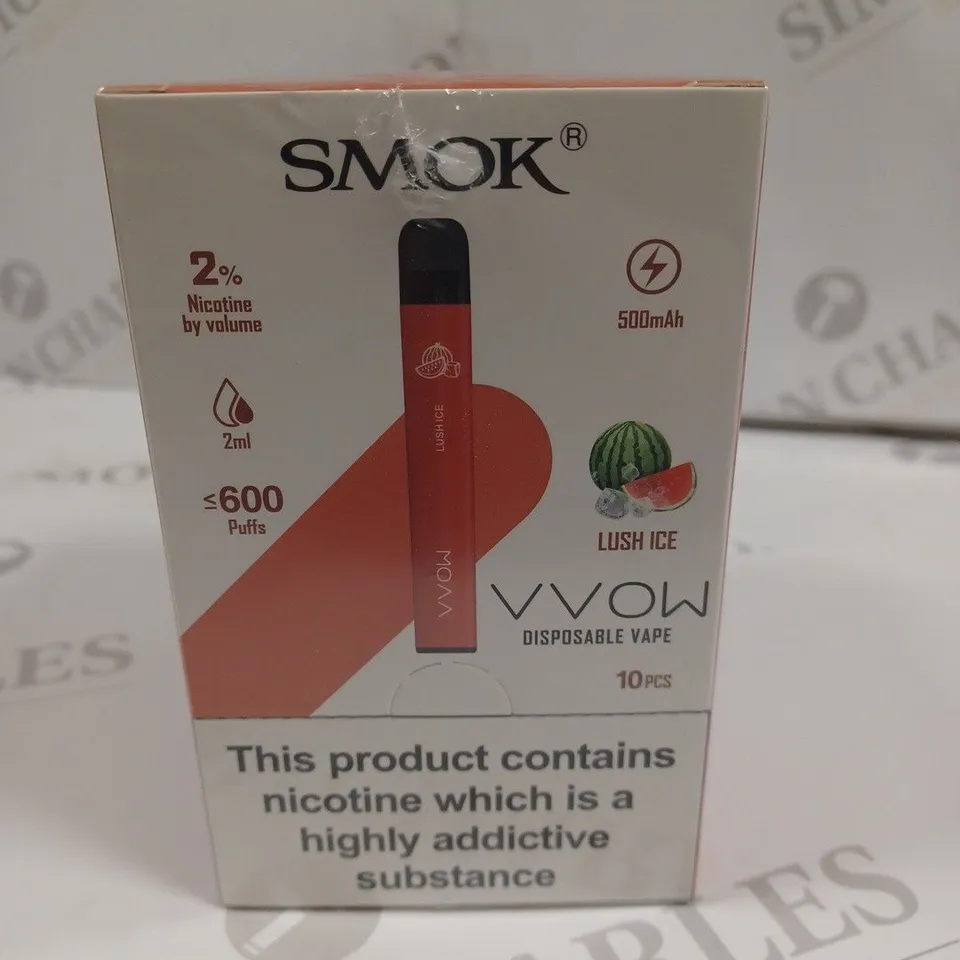 SMOK®
2%
Nicotine
by volume
500mAh
2ml
≤600
Puffs
LUSH ICE
VVOW
LUSH ICE
VVOW
DISPOSABLE VAPE
10PCS
This product contains
nicotine which is a
highly addictive
substance